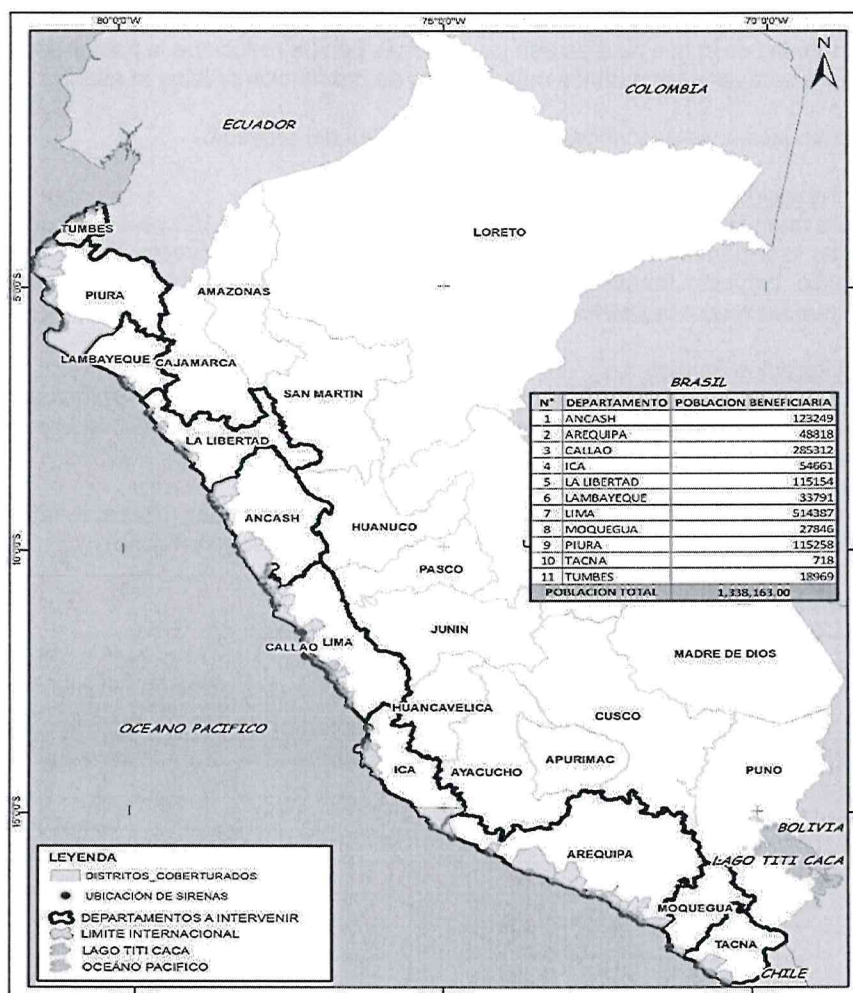 80°0'0"W 75°0'0"W 70°0'0"W
N
COLOMBIA
ECUADOR
LORETO
TUMBES
5°0'0"S
PIURA
AMAZONAS
LAMBAYEQUE
CAJAMARCA
SAN MARTIN
BRASIL
LA LIBERTAD
N° DEPARTAMENTO POBLACION BENEFICIARIA
1 ANCASH 123249
2 AREQUIPA 48818
3 CALLAO 285312
4 ICA 54661
5 LA LIBERTAD 115154
6 LAMBAYEQUE 33791
7 LIMA 514387
8 MOQUEGUA 27846
9 PIURA 115258
10 TACNA 718
11 TUMBES 18969
POBLACION TOTAL 1,338,163.00
ANCASH
HUANUCO
10°0'0"S
PASCO
JUNIN
CALLAO
LIMA
MADRE DE DIOS
HUANCAVELICA
CUSCO
OCEANO PACIFICO
ICA
AYACUCHO
APURIMAC
PUNO
15°0'0"S
BOLIVIA
AREQUIPA
LAGO TITI CACA
MOQUEGUA
TACNA
CHILE
LEYENDA
DISTRITOS_COBERTURADOS
UBICACIÓN DE SIRENAS
DEPARTAMENTOS A INTERVENIR
LIMITE INTERNACIONAL
LAGO TITI CACA
OCEÁNO PACIFICO